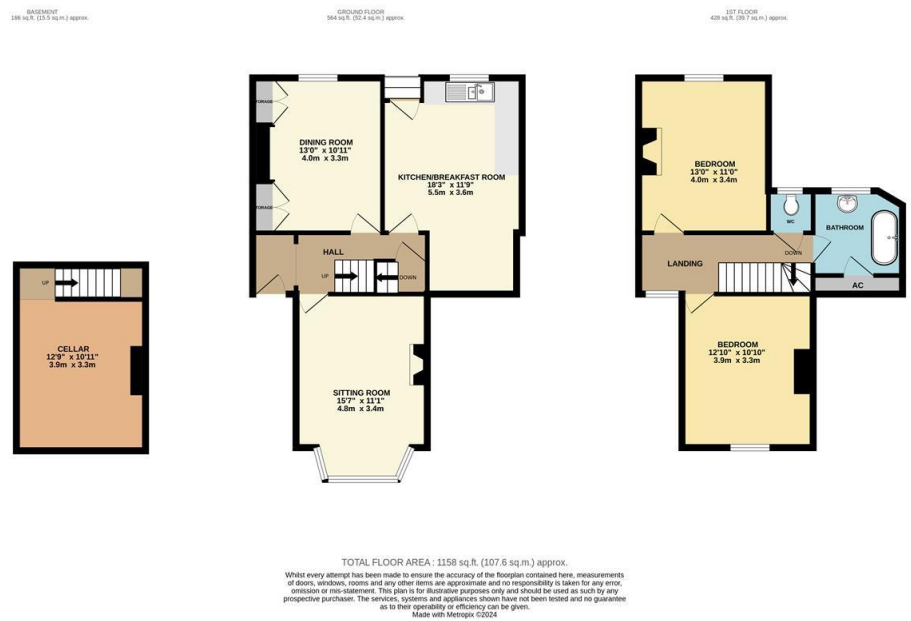 BASEMENT
166 sq.ft. (15.5 sq.m.) approx.
GROUND FLOOR
564 sq.ft. (52.4 sq.m.) approx.
1ST FLOOR
428 sq.ft. (39.7 sq.m.) approx.
UP
CELLAR
12'9" x 10'11"
3.9m x 3.3m
STORAGE
DINING ROOM
13'0" x 10'11"
4.0m x 3.3m
STORAGE
KITCHEN/BREAKFAST ROOM
18'3" x 11'9"
5.5m x 3.6m
HALL
UP
DOWN
SITTING ROOM
15'7" x 11'1"
4.8m x 3.4m
BEDROOM
13'0" x 11'0"
4.0m x 3.4m
WC
BATHROOM
DOWN
LANDING
AC
BEDROOM
12'10" x 10'10"
3.9m x 3.3m
TOTAL FLOOR AREA : 1158 sq.ft. (107.6 sq.m.) approx.
Whilst every attempt has been made to ensure the accuracy of the floorplan contained here, measurements
of doors, windows, rooms and any other items are approximate and no responsibility is taken for any error,
omission or mis-statement. This plan is for illustrative purposes only and should be used as such by any
prospective purchaser. The services, systems and appliances shown have not been tested and no guarantee
as to their operability or efficiency can be given.
Made with Metropix ©2024